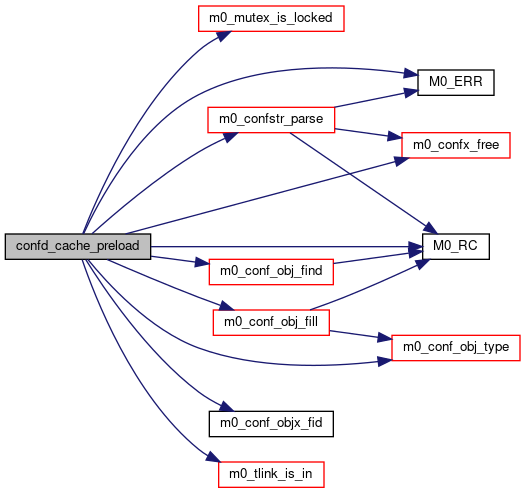 m0_mutex_is_locked
M0_ERR
m0_confstr_parse
m0_confx_free
confd_cache_preload
M0_RC
m0_conf_obj_find
m0_conf_obj_fill
m0_conf_obj_type
m0_conf_objx_fid
m0_tlink_is_in